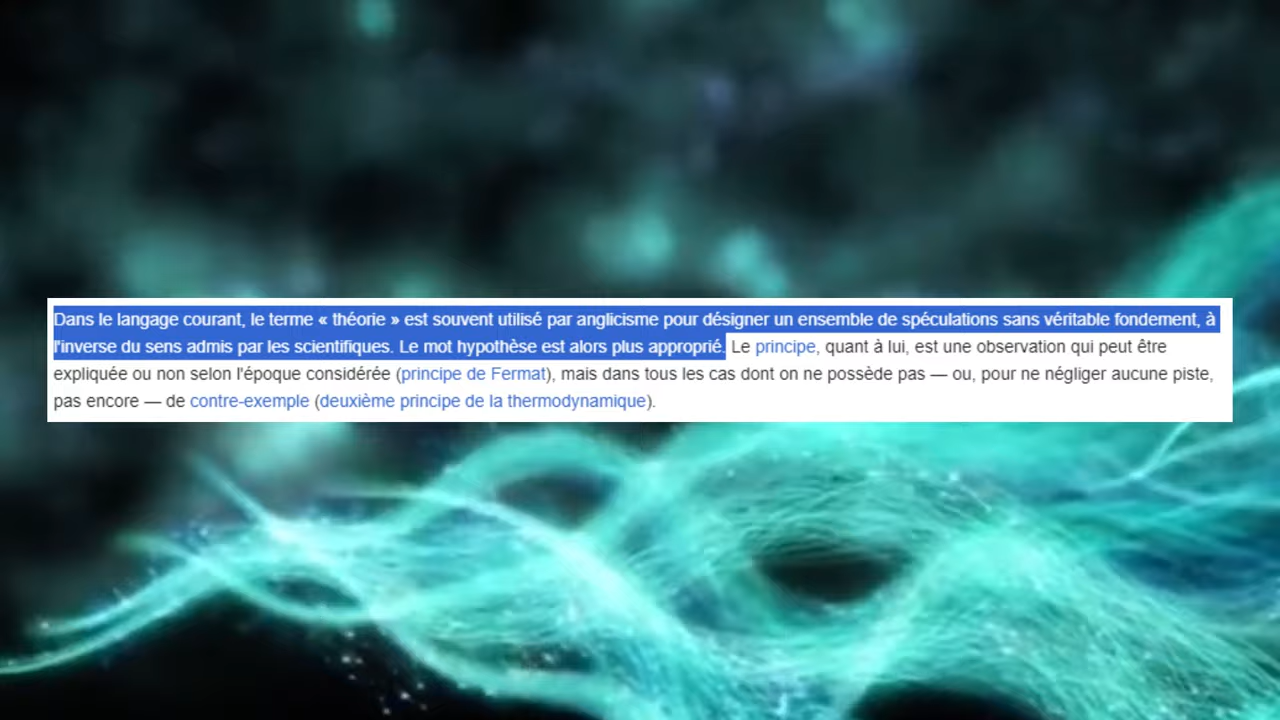 Dans le langage courant, le terme « théorie » est souvent utilisé par anglicisme pour désigner un ensemble de spéculations sans véritable fondement, à
l'inverse du sens admis par les scientifiques. Le mot hypothèse est alors plus approprié. Le principe, quant à lui, est une observation qui peut être
expliquée ou non selon l'époque considérée (principe de Fermat), mais dans tous les cas dont on ne possède pas — ou, pour ne négliger aucune piste,
pas encore — de contre-exemple (deuxième principe de la thermodynamique).